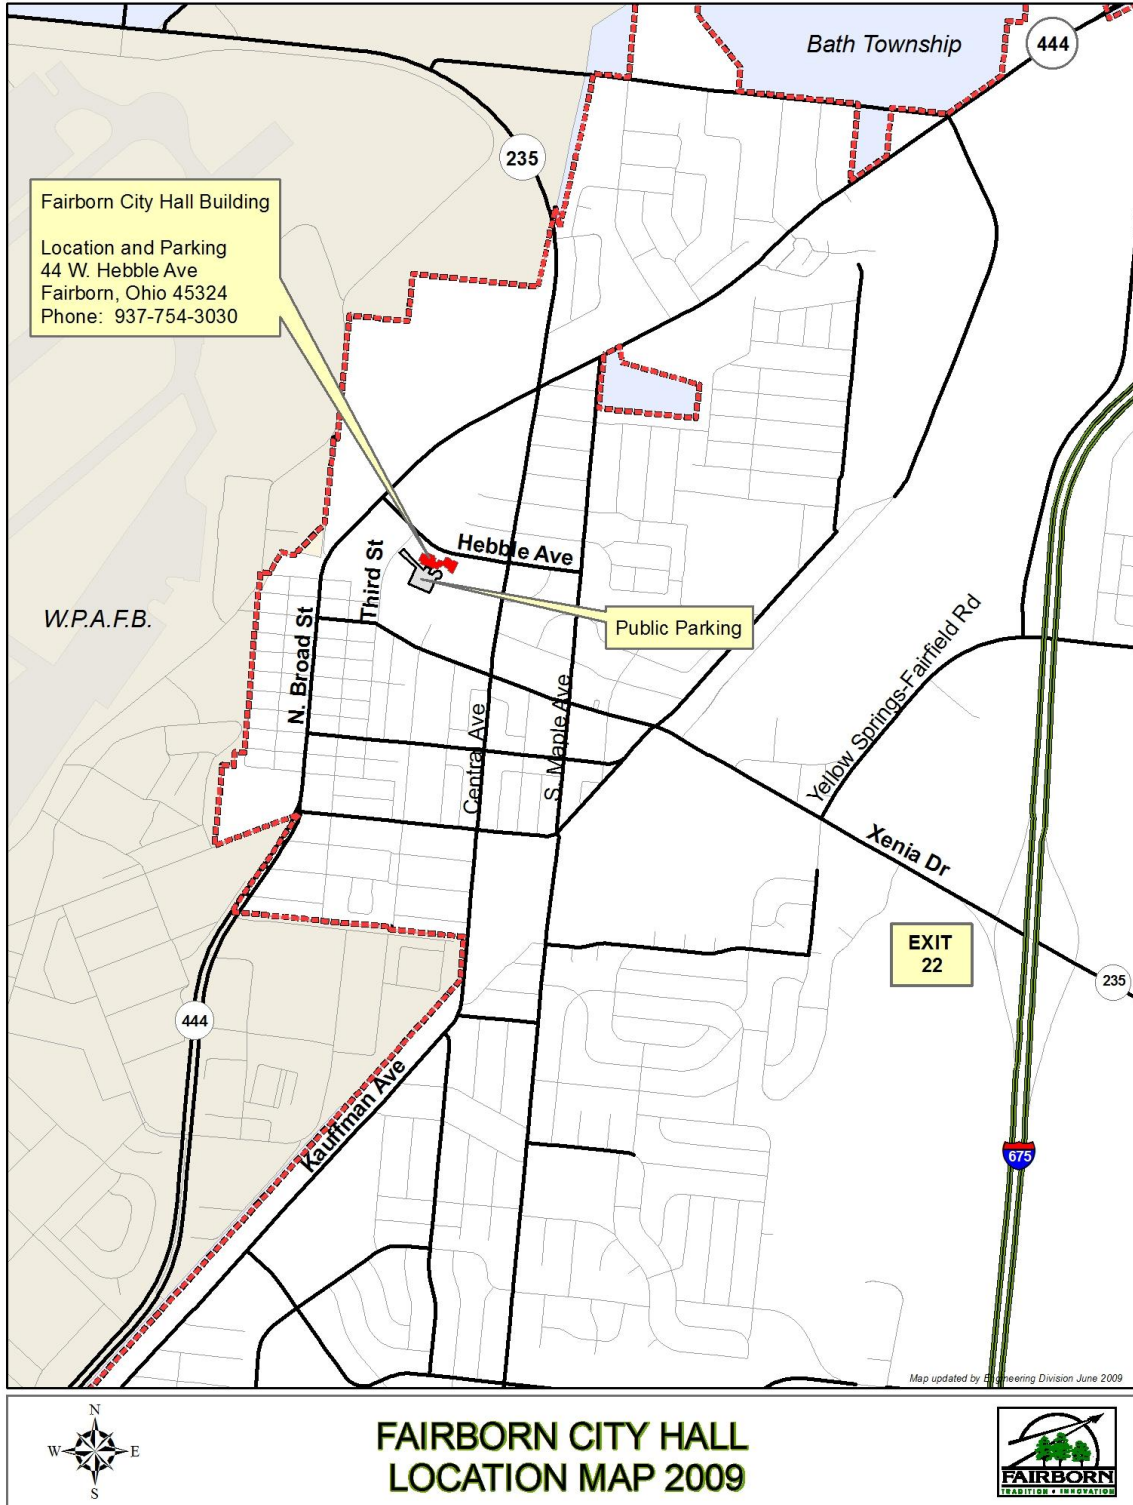 Bath Township
444
235
Fairborn City Hall Building
Location and Parking
44 W. Hebble Ave
Fairborn, Ohio 45324
Phone: 937-754-3030
Hebble Ave
Third St
W.P.A.F.B.
N. Broad St
Public Parking
Yellow Springs-Fairfield Rd
Central Ave
S. Maple Ave
Xenia Dr
EXIT
22
235
444
Kauffman Ave
675
Map updated by Engineering Division June 2009
N
W
E
S
FAIRBORN CITY HALL
LOCATION MAP 2009
FAIRBORN
TRADITION • INNOVATION